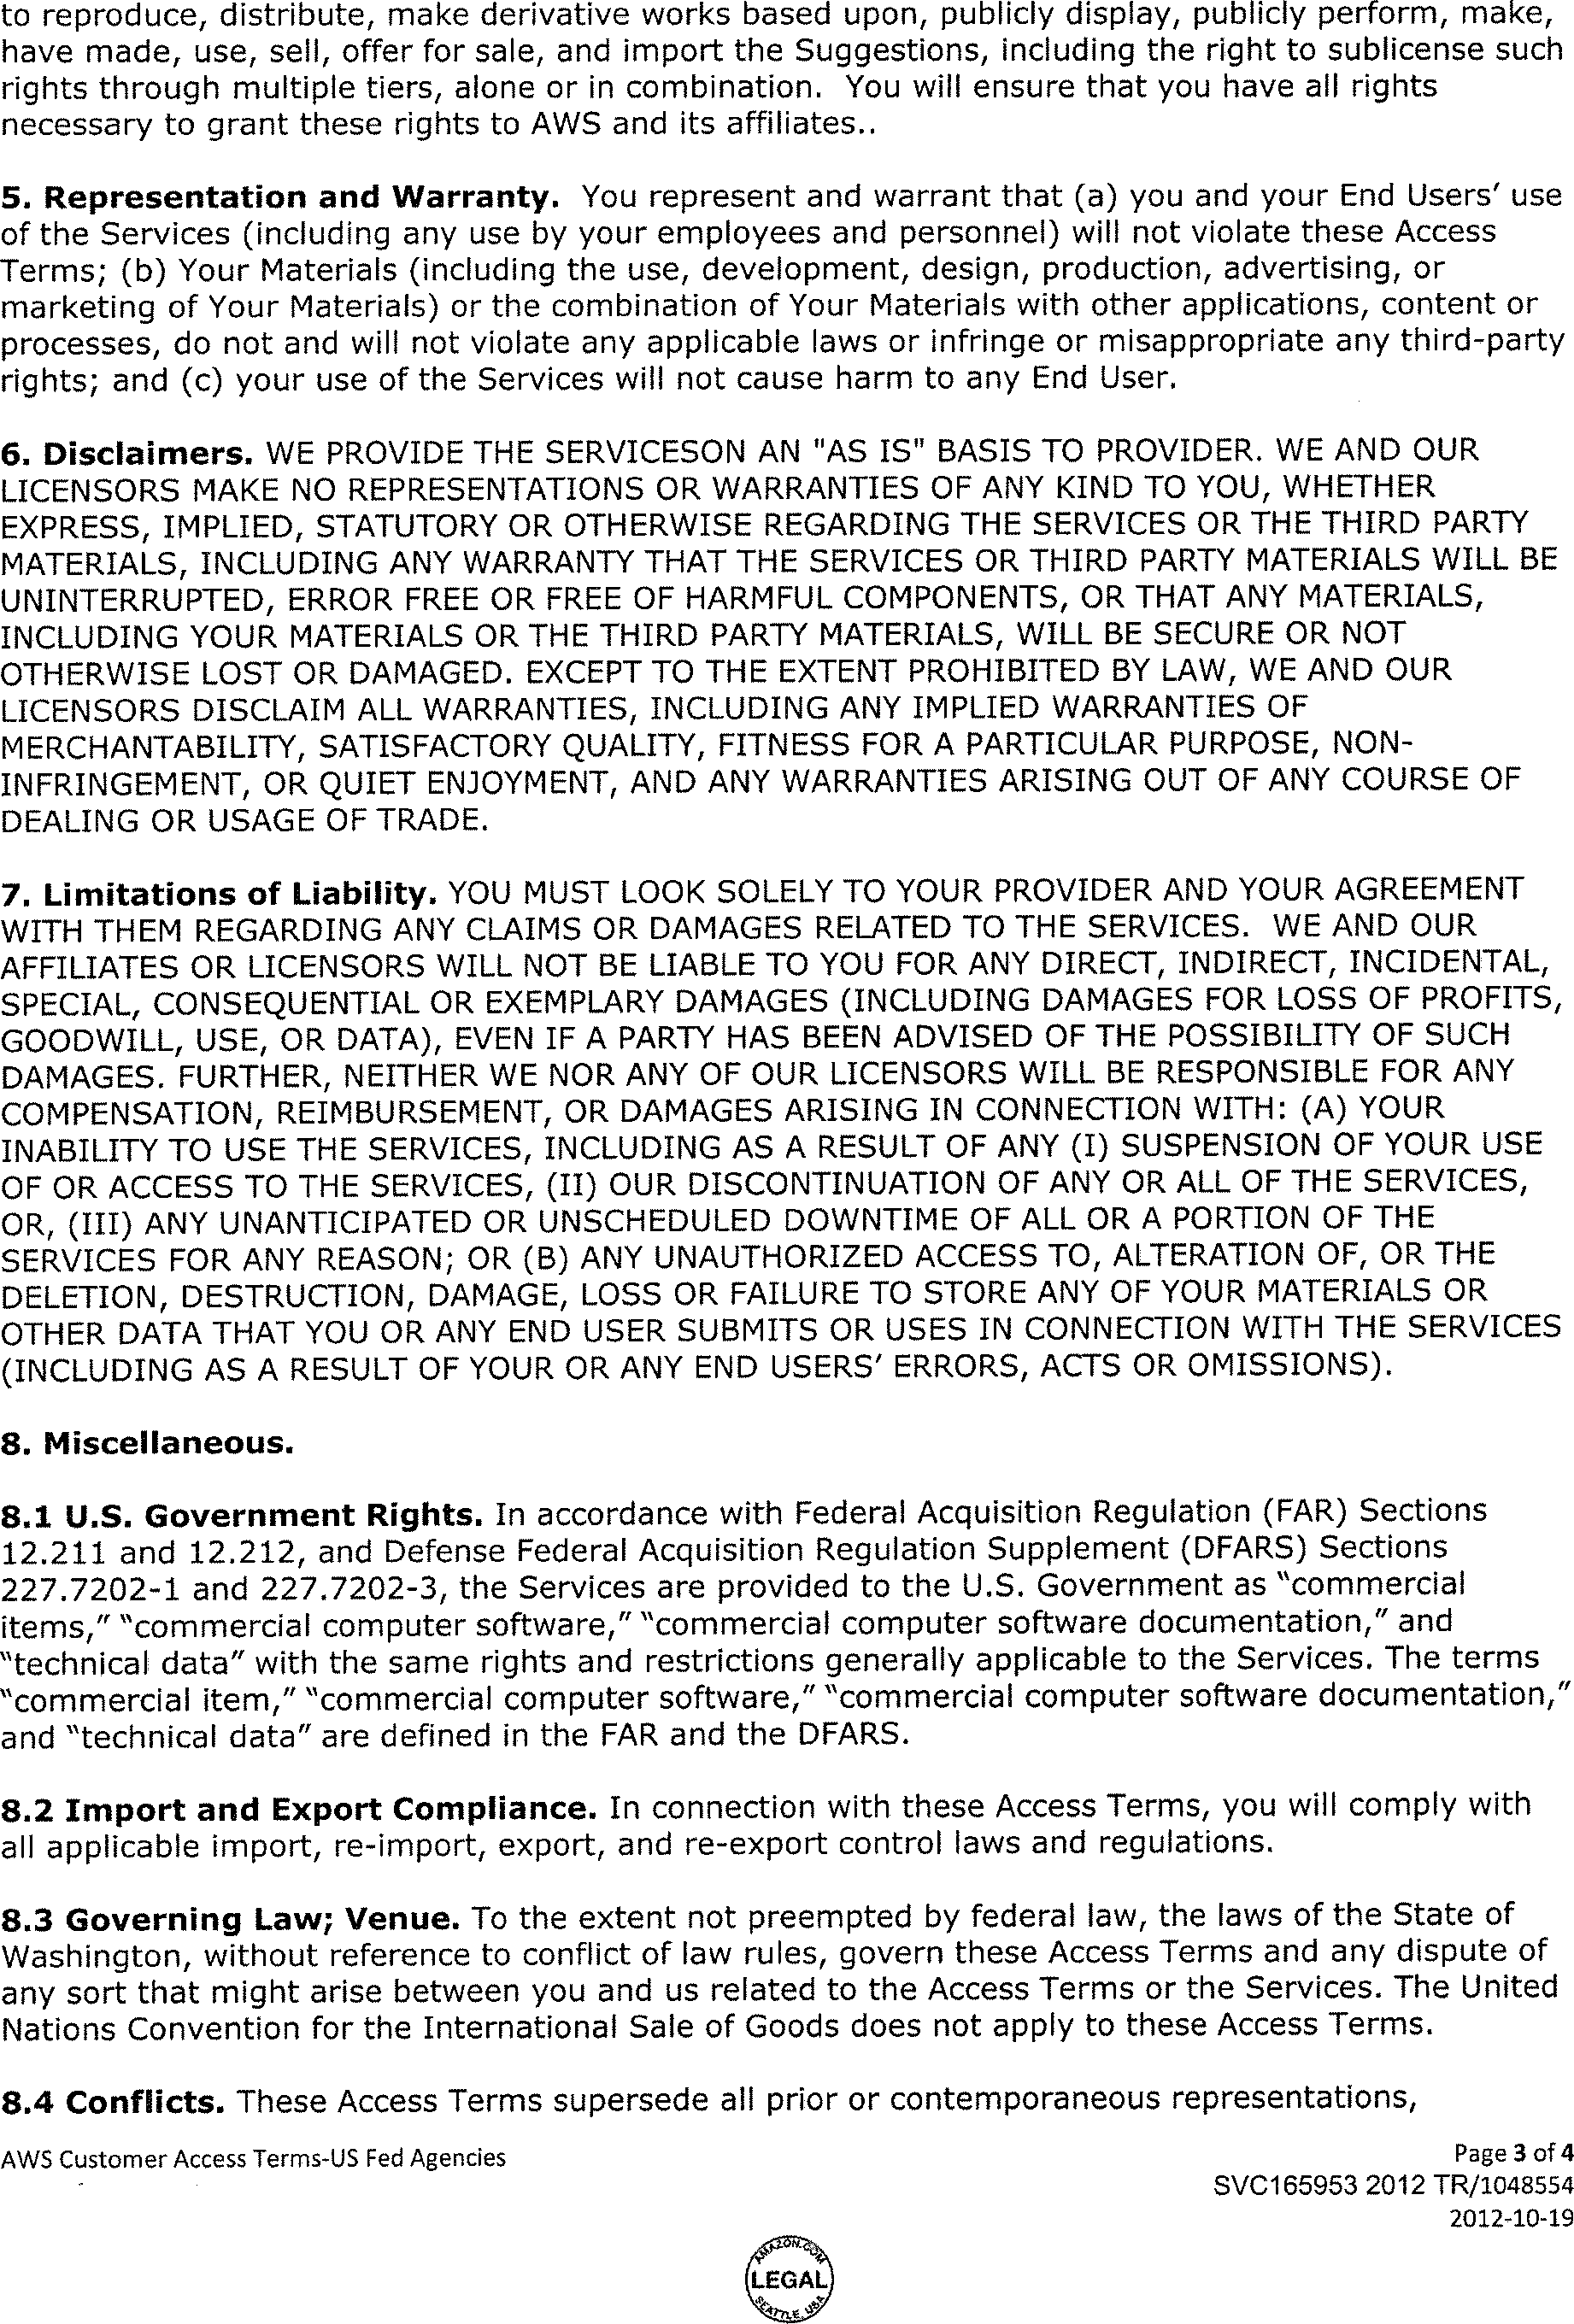 to reproduce, distribute, make derivative works based upon, publicly display, publicly perform, make,
have made, use, sell, offer for sale, and import the Suggestions, including the right to sublicense such
rights through multiple tiers, alone or in combination.  You will ensure that you have all rights
necessary to grant these rights to AWS and its affiliates..
5. Representation and Warranty.  You represent and warrant that (a) you and your End Users’ use
of the Services (including any use by your employees and personnel) will not violate these Access
Terms; (b) Your Materials (including the use, development, design, production, advertising, or
marketing of Your Materials) or the combination of Your Materials with other applications, content or
processes, do not and will not violate any applicable laws or infringe or misappropriate any third-party
rights; and (c) your use of the Services will not cause harm to any End User.
6. Disclaimers. WE PROVIDE THE SERVICESON AN "AS IS" BASIS TO PROVIDER. WE AND OUR
LICENSORS MAKE NO REPRESENTATIONS OR WARRANTIES OF ANY KIND TO YOU, WHETHER
EXPRESS, IMPLIED, STATUTORY OR OTHERWISE REGARDING THE SERVICES OR THE THIRD PARTY
MATERIALS, INCLUDING ANY WARRANTY THAT THE SERVICES OR THIRD PARTY MATERIALS WILL BE
UNINTERRUPTED, ERROR FREE OR FREE OF HARMFUL COMPONENTS, OR THAT ANY MATERIALS,
INCLUDING YOUR MATERIALS OR THE THIRD PARTY MATERIALS, WILL BE SECURE OR NOT
OTHERWISE LOST OR DAMAGED. EXCEPT TO THE EXTENT PROHIBITED BY LAW, WE AND OUR
LICENSORS DISCLAIM ALL WARRANTIES, INCLUDING ANY IMPLIED WARRANTIES OF
MERCHANTABILITY, SATISFACTORY QUALITY, FITNESS FOR A PARTICULAR PURPOSE, NON-
INFRINGEMENT, OR QUIET ENJOYMENT, AND ANY WARRANTIES ARISING OUT OF ANY COURSE OF
DEALING OR USAGE OF TRADE.
7. Limitations of Liability. YOU MUST LOOK SOLELY TO YOUR PROVIDER AND YOUR AGREEMENT
WITH THEM REGARDING ANY CLAIMS OR DAMAGES RELATED TO THE SERVICES.  WE AND OUR
AFFILIATES OR LICENSORS WILL NOT BE LIABLE TO YOU FOR ANY DIRECT, INDIRECT, INCIDENTAL,
SPECIAL, CONSEQUENTIAL OR EXEMPLARY DAMAGES (INCLUDING DAMAGES FOR LOSS OF PROFITS,
GOODWILL, USE, OR DATA), EVEN IF A PARTY HAS BEEN ADVISED OF THE POSSIBILITY OF SUCH
DAMAGES. FURTHER, NEITHER WE NOR ANY OF OUR LICENSORS WILL BE RESPONSIBLE FOR ANY
COMPENSATION, REIMBURSEMENT, OR DAMAGES ARISING IN CONNECTION WITH: (A) YOUR
INABILITY TO USE THE SERVICES, INCLUDING AS A RESULT OF ANY (I) SUSPENSION OF YOUR USE
OF OR ACCESS TO THE SERVICES, (II) OUR DISCONTINUATION OF ANY OR ALL OF THE SERVICES,
OR, (III) ANY UNANTICIPATED OR UNSCHEDULED DOWNTIME OF ALL OR A PORTION OF THE
SERVICES FOR ANY REASON; OR (B) ANY UNAUTHORIZED ACCESS TO, ALTERATION OF, OR THE
DELETION, DESTRUCTION, DAMAGE, LOSS OR FAILURE TO STORE ANY OF YOUR MATERIALS OR
OTHER DATA THAT YOU OR ANY END USER SUBMITS OR USES IN CONNECTION WITH THE SERVICES
(INCLUDING AS A RESULT OF YOUR OR ANY END USERS’ ERRORS, ACTS OR OMISSIONS).
8. Miscellaneous.
8.1 U.S. Government Rights. In accordance with Federal Acquisition Regulation (FAR) Sections
12.211 and 12.212, and Defense Federal Acquisition Regulation Supplement (DFARS) Sections
227.7202-1 and 227.7202-3, the Services are provided to the U.S. Government as “commercial
items,” “commercial computer software,” “commercial computer software documentation,” and
“technical data” with the same rights and restrictions generally applicable to the Services. The terms
“commercial item,” “commercial computer software,” “commercial computer software documentation,”
and “technical data” are defined in the FAR and the DFARS.
8.2 Import and Export Compliance. In connection with these Access Terms, you will comply with
all applicable import, re-import, export, and re-export control laws and regulations.
8.3 Governing Law; Venue. To the extent not preempted by federal law, the laws of the State of
Washington, without reference to conflict of law rules, govern these Access Terms and any dispute of
any sort that might arise between you and us related to the Access Terms or the Services. The United
Nations Convention for the International Sale of Goods does not apply to these Access Terms.
8.4 Conflicts. These Access Terms supersede all prior or contemporaneous representations,
AWS Customer Access Terms-US Fed Agencies
Page 3 of 4
SVC165953 2012 TR/1048554
2012-10-19
AMAZON.COM
LEGAL
SEATTLE, USA